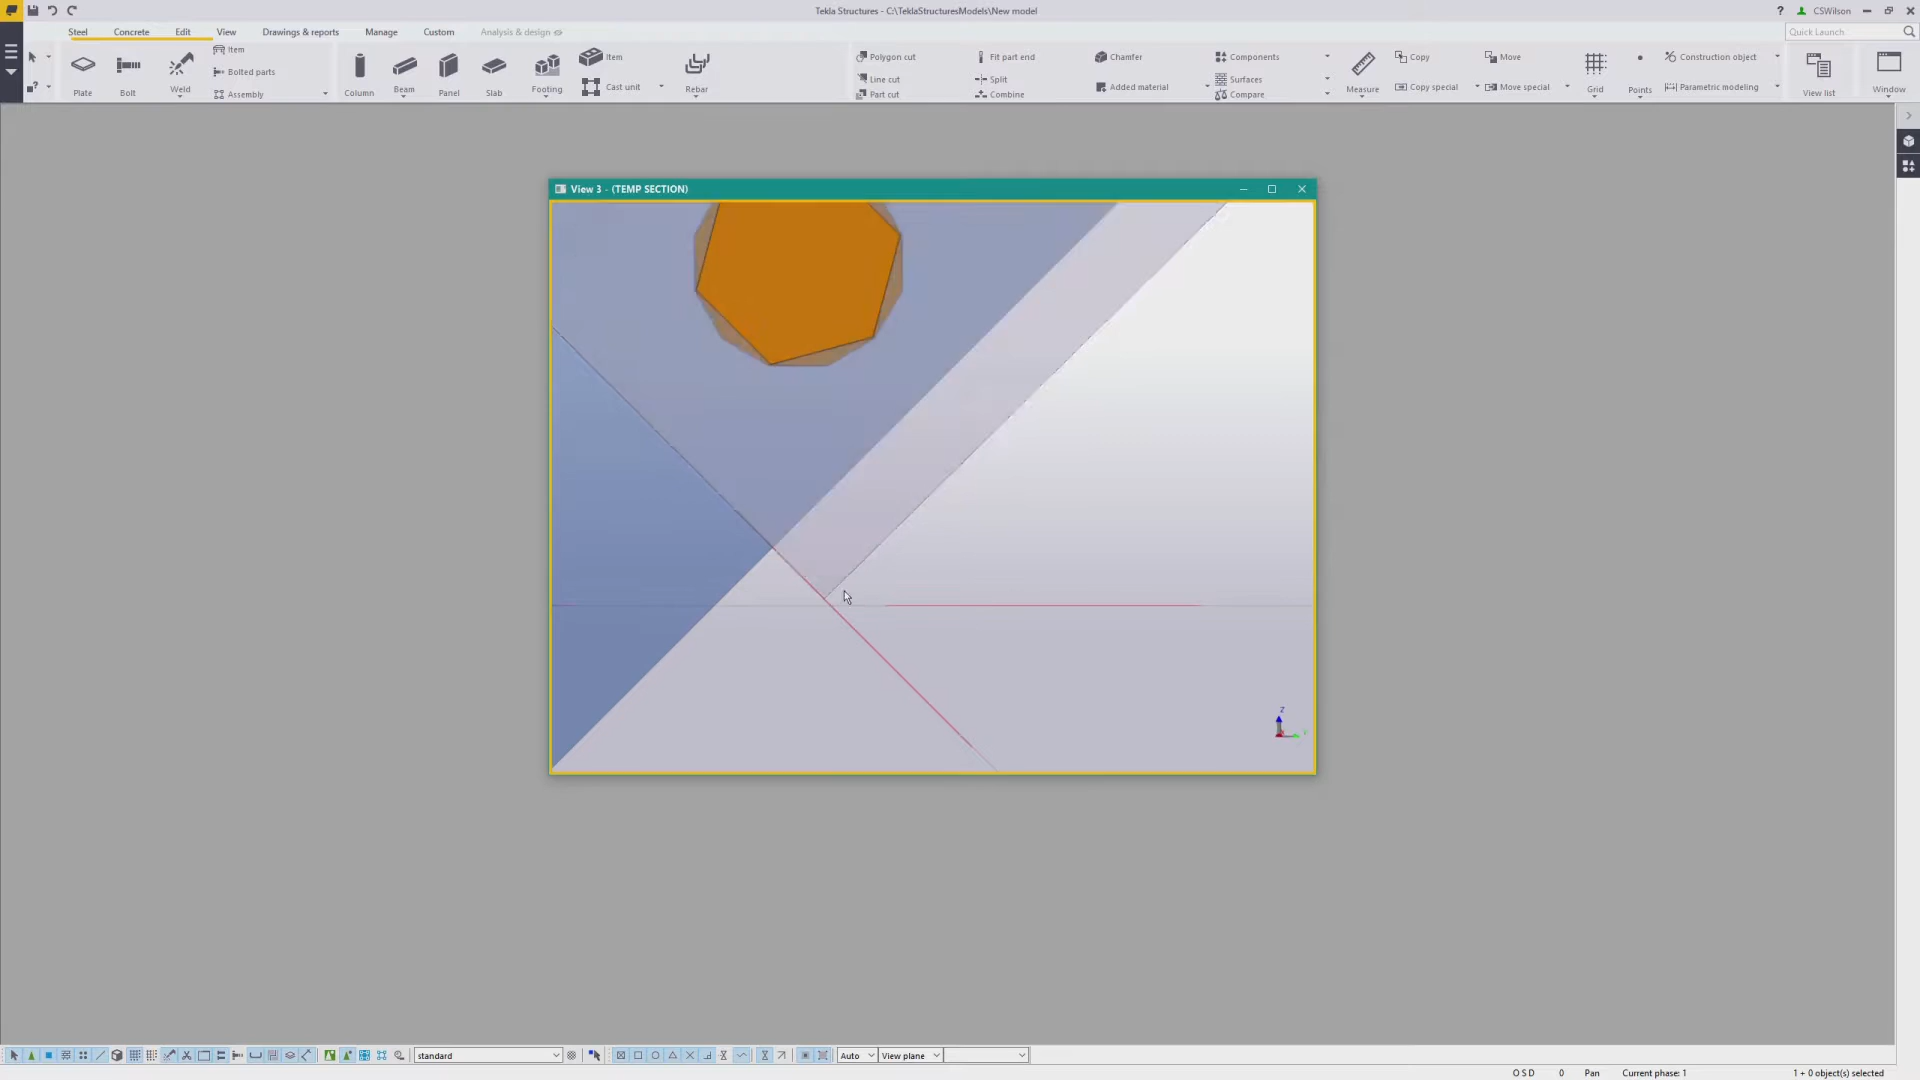 Tekla Structures - C:\TeklaStructuresModels\New model
? CSWilson
Steel Concrete Edit View Drawings & reports Manage Custom Analysis & design
Quick Launch
Plate
Bolt
Weld
Item
Bolted parts
Assembly
Column
Beam
Panel
Slab
Footing
Item
Cast unit
Rebar
Polygon cut
Line cut
Part cut
Fit part end
Split
Combine
Chamfer
Added material
Components
Surfaces
Compare
Measure
Copy
Copy special
Move
Move special
Grid
Points
Construction object
Parametric modeling
View list
Window
View 3 - (TEMP SECTION)
Z
Y
standard
Auto
View plane
O S D 0 Pan Current phase: 1 1 + 0 object(s) selected